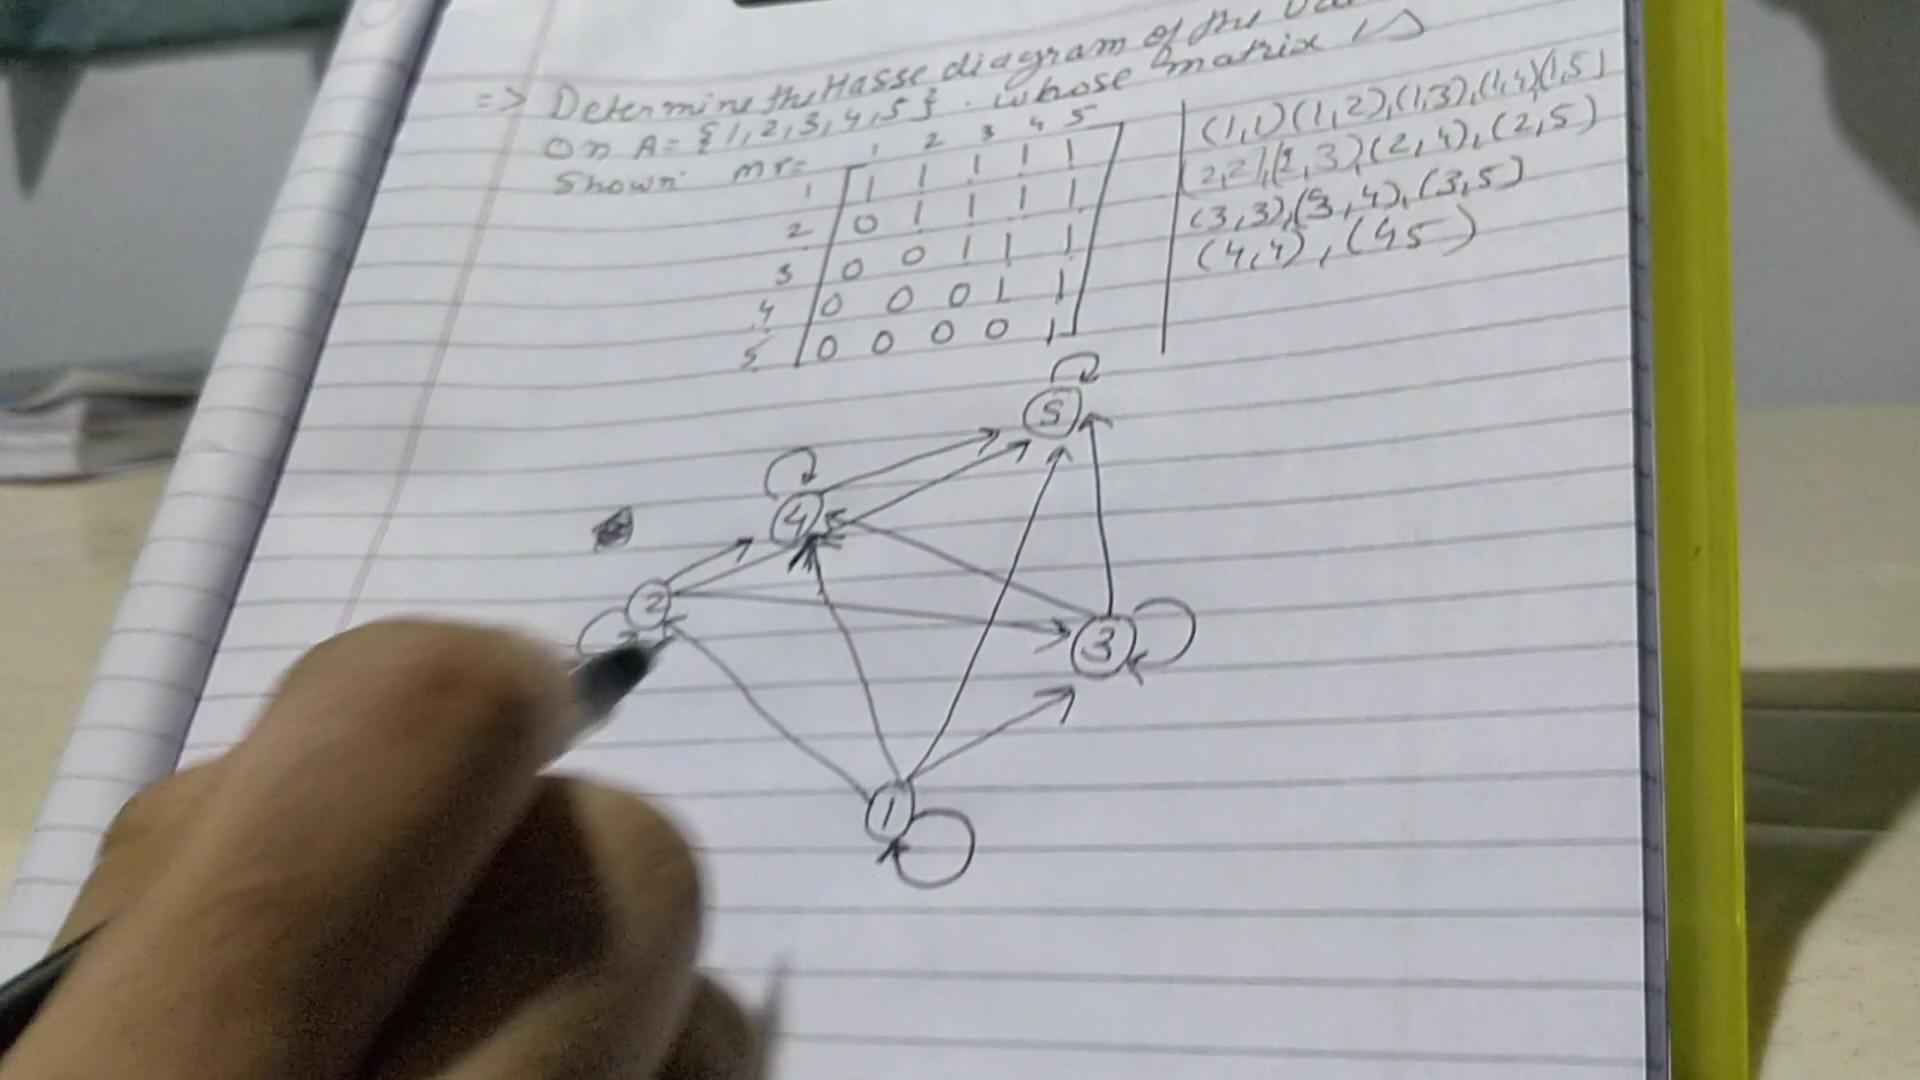 => Determine the Hasse diagram of the
on A = {1,2,3,4,5}. whose matrix is
Shown: mr=
1 2 3 4 5
1 1 1 1 1 1
2 0 1 1 1 1
3 0 0 1 1 1
4 0 0 0 1 1
5 0 0 0 0 1
(1,1)(1,2),(1,3),(1,4)(1,5)
(2,2),(2,3),(2,4),(2,5)
(3,3),(3,4),(3,5)
(4,4),(45)
5
4
2
3
1